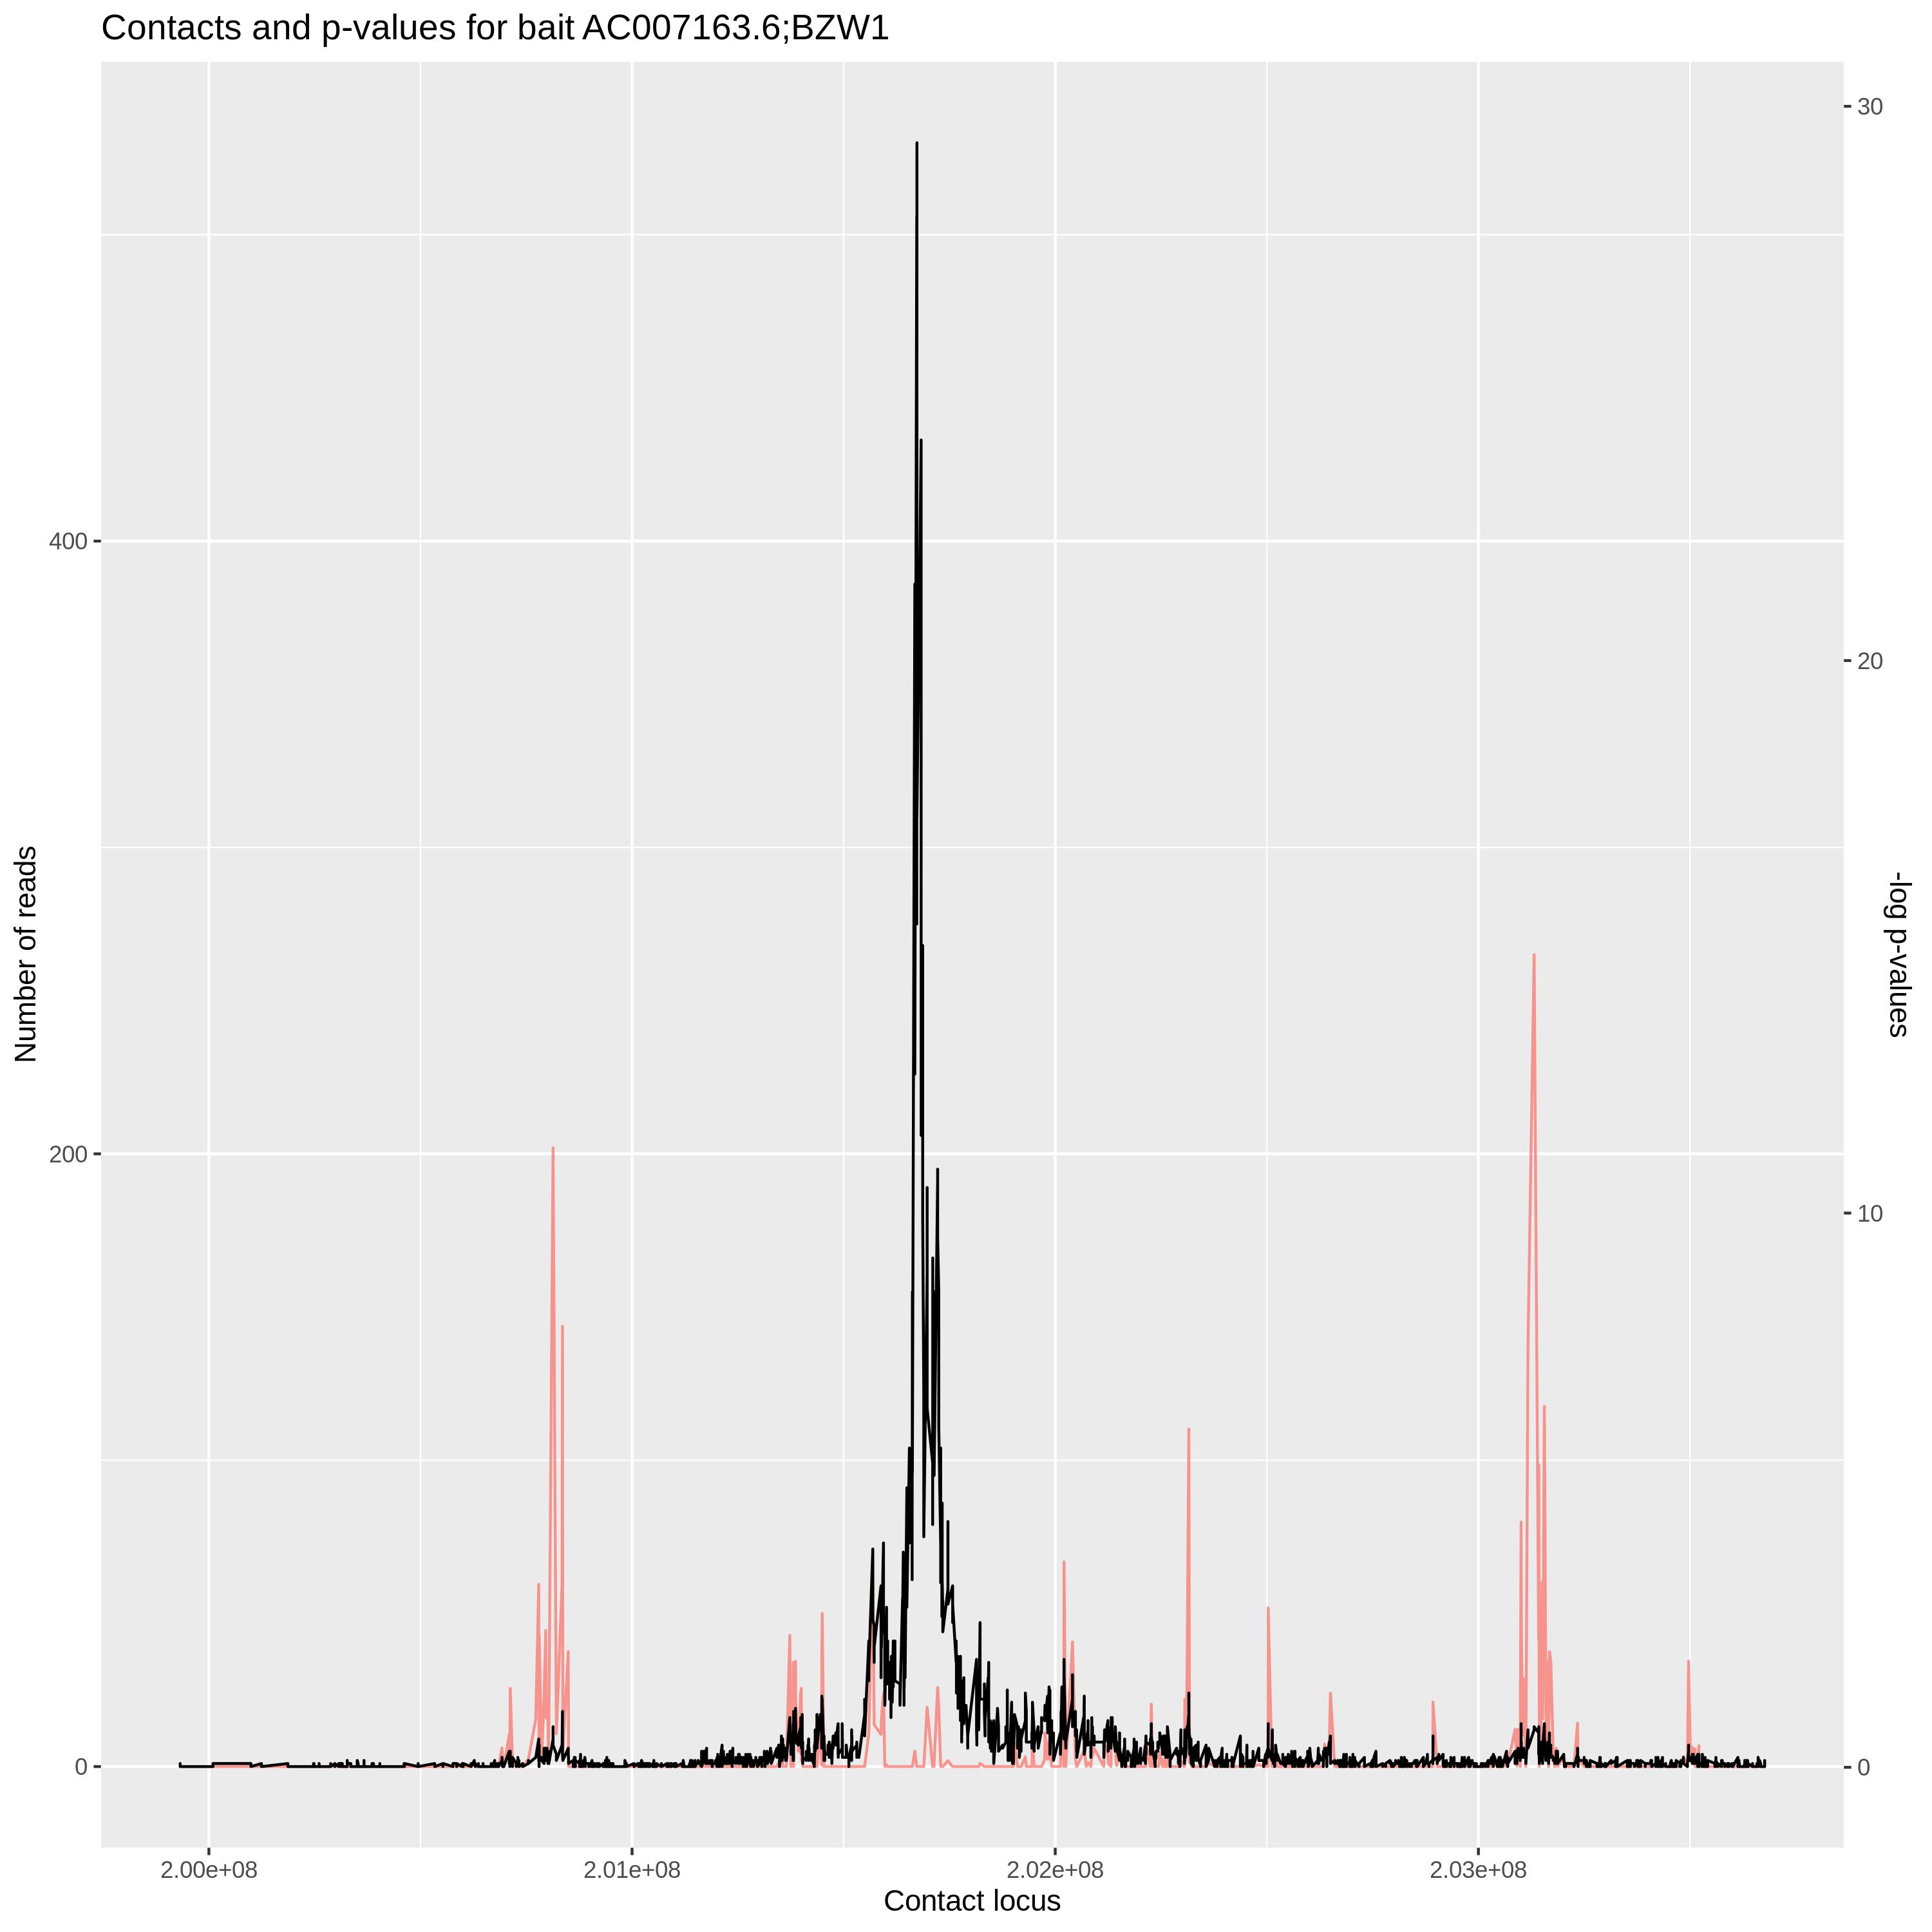 Contacts and p-values for bait AC007163.6;BZW1
30
400
20
Number of reads
-log p-values
200
10
0
0
2.00e+08
2.01e+08
2.02e+08
2.03e+08
Contact locus